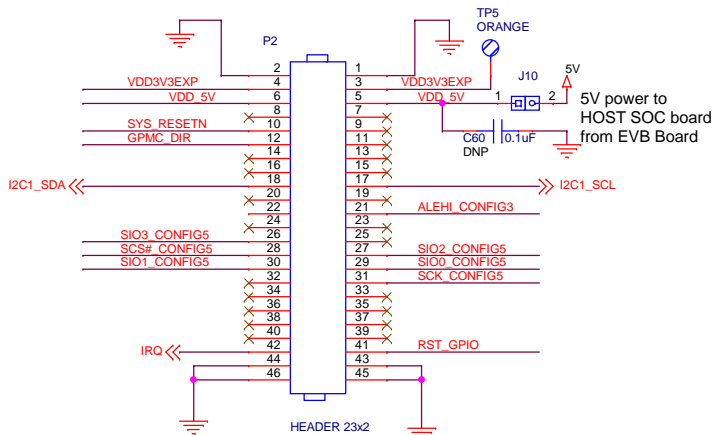 TP5
ORANGE
P2
J10
5V
2 1
VDD3V3EXP 4 3 VDD3V3EXP
VDD_5V 6 5 VDD_5V 1 2
5V power to
HOST SOC board
from EVB Board
8 7
SYS_RESETN 10 9
GPMC_DIR 12 11
C60 0.1uF
DNP
14 13
16 15
I2C1_SDA 18 17 I2C1_SCL
20 19
22 21 ALEHI_CONFIG3
24 23
SIO3_CONFIG5 26 25
SCS#_CONFIG5 28 27 SIO2_CONFIG5
SIO1_CONFIG5 30 29 SIO0_CONFIG5
32 31 SCK_CONFIG5
34 33
36 35
38 37
40 39
IRQ 42 41 RST_GPIO
44 43
46 45
HEADER 23x2